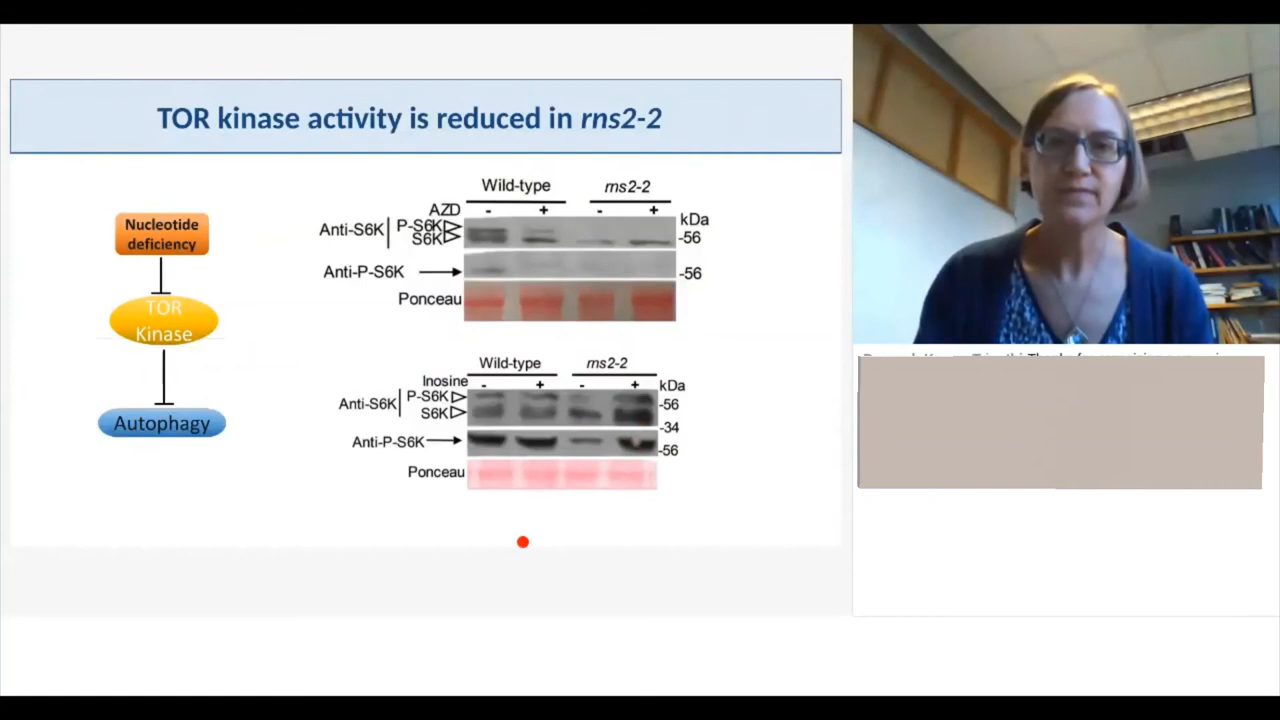 TOR kinase activity is reduced in rns2-2
Nucleotide
deficiency
TOR
Kinase
Autophagy
Wild-type rns2-2
AZD - + - + kDa
Anti-S6K P-S6K
S6K -56
Anti-P-S6K -56
Ponceau
Wild-type rns2-2
Inosine - + - + kDa
Anti-S6K P-S6K -56
S6K
-34
Anti-P-S6K -56
Ponceau